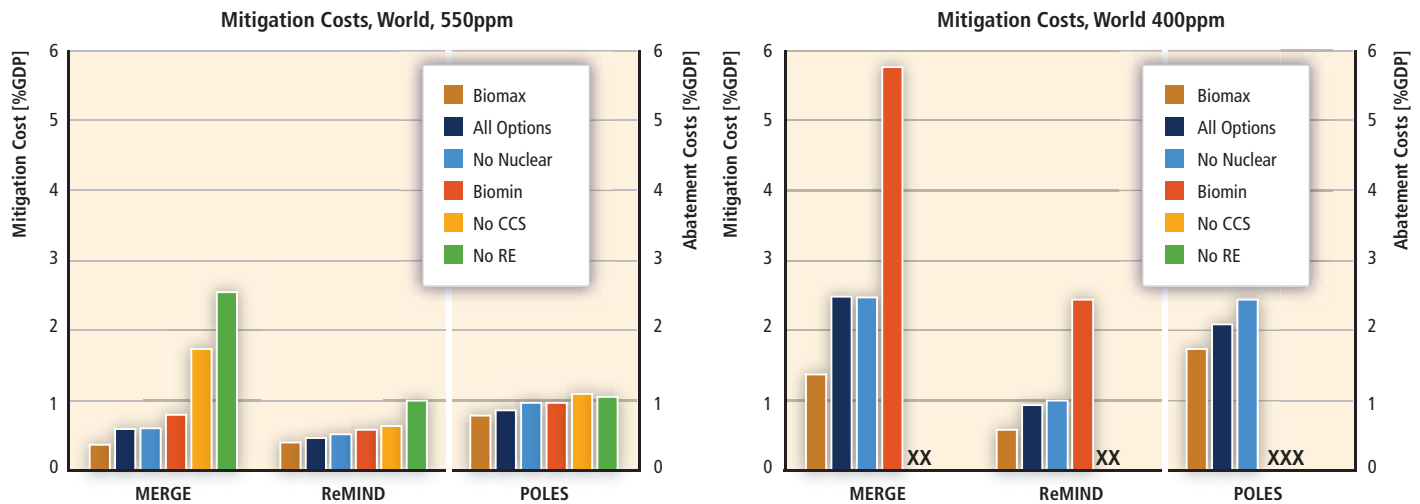 Mitigation Costs, World, 550ppm
Mitigation Cost [%GDP]
6
5
4
3
2
1
0
Biomax
All Options
No Nuclear
Biomin
No CCS
No RE
6
5
4
3
2
1
0
Abatement Costs [%GDP]
MERGE
ReMIND
POLES
Mitigation Costs, World 400ppm
Mitigation Cost [%GDP]
6
5
4
3
2
1
0
Biomax
All Options
No Nuclear
Biomin
No CCS
No RE
XX
XX
XXX
6
5
4
3
2
1
0
Abatement Costs [%GDP]
MERGE
ReMIND
POLES